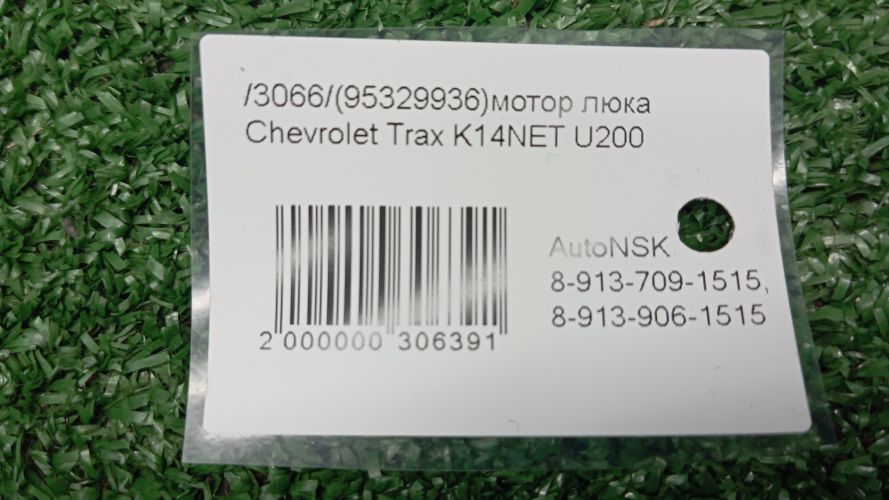 /3066/(95329936)мотор люка
Chevrolet Trax K14NET U200
AutoNSK
8-913-709-1515,
8-913-906-1515
2 000000 306391